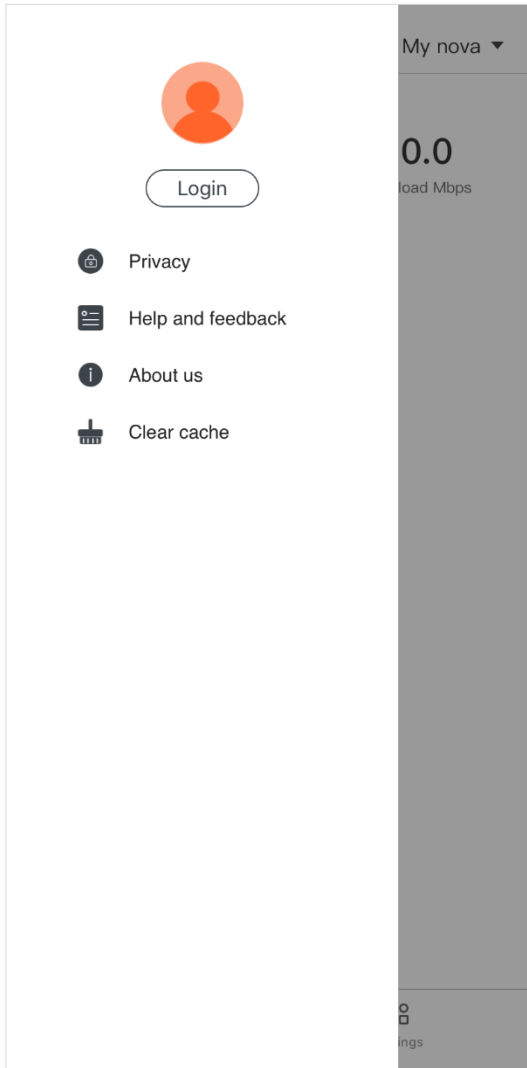 My nova
0.0
load Mbps
Login
Privacy
Help and feedback
About us
Clear cache
ings